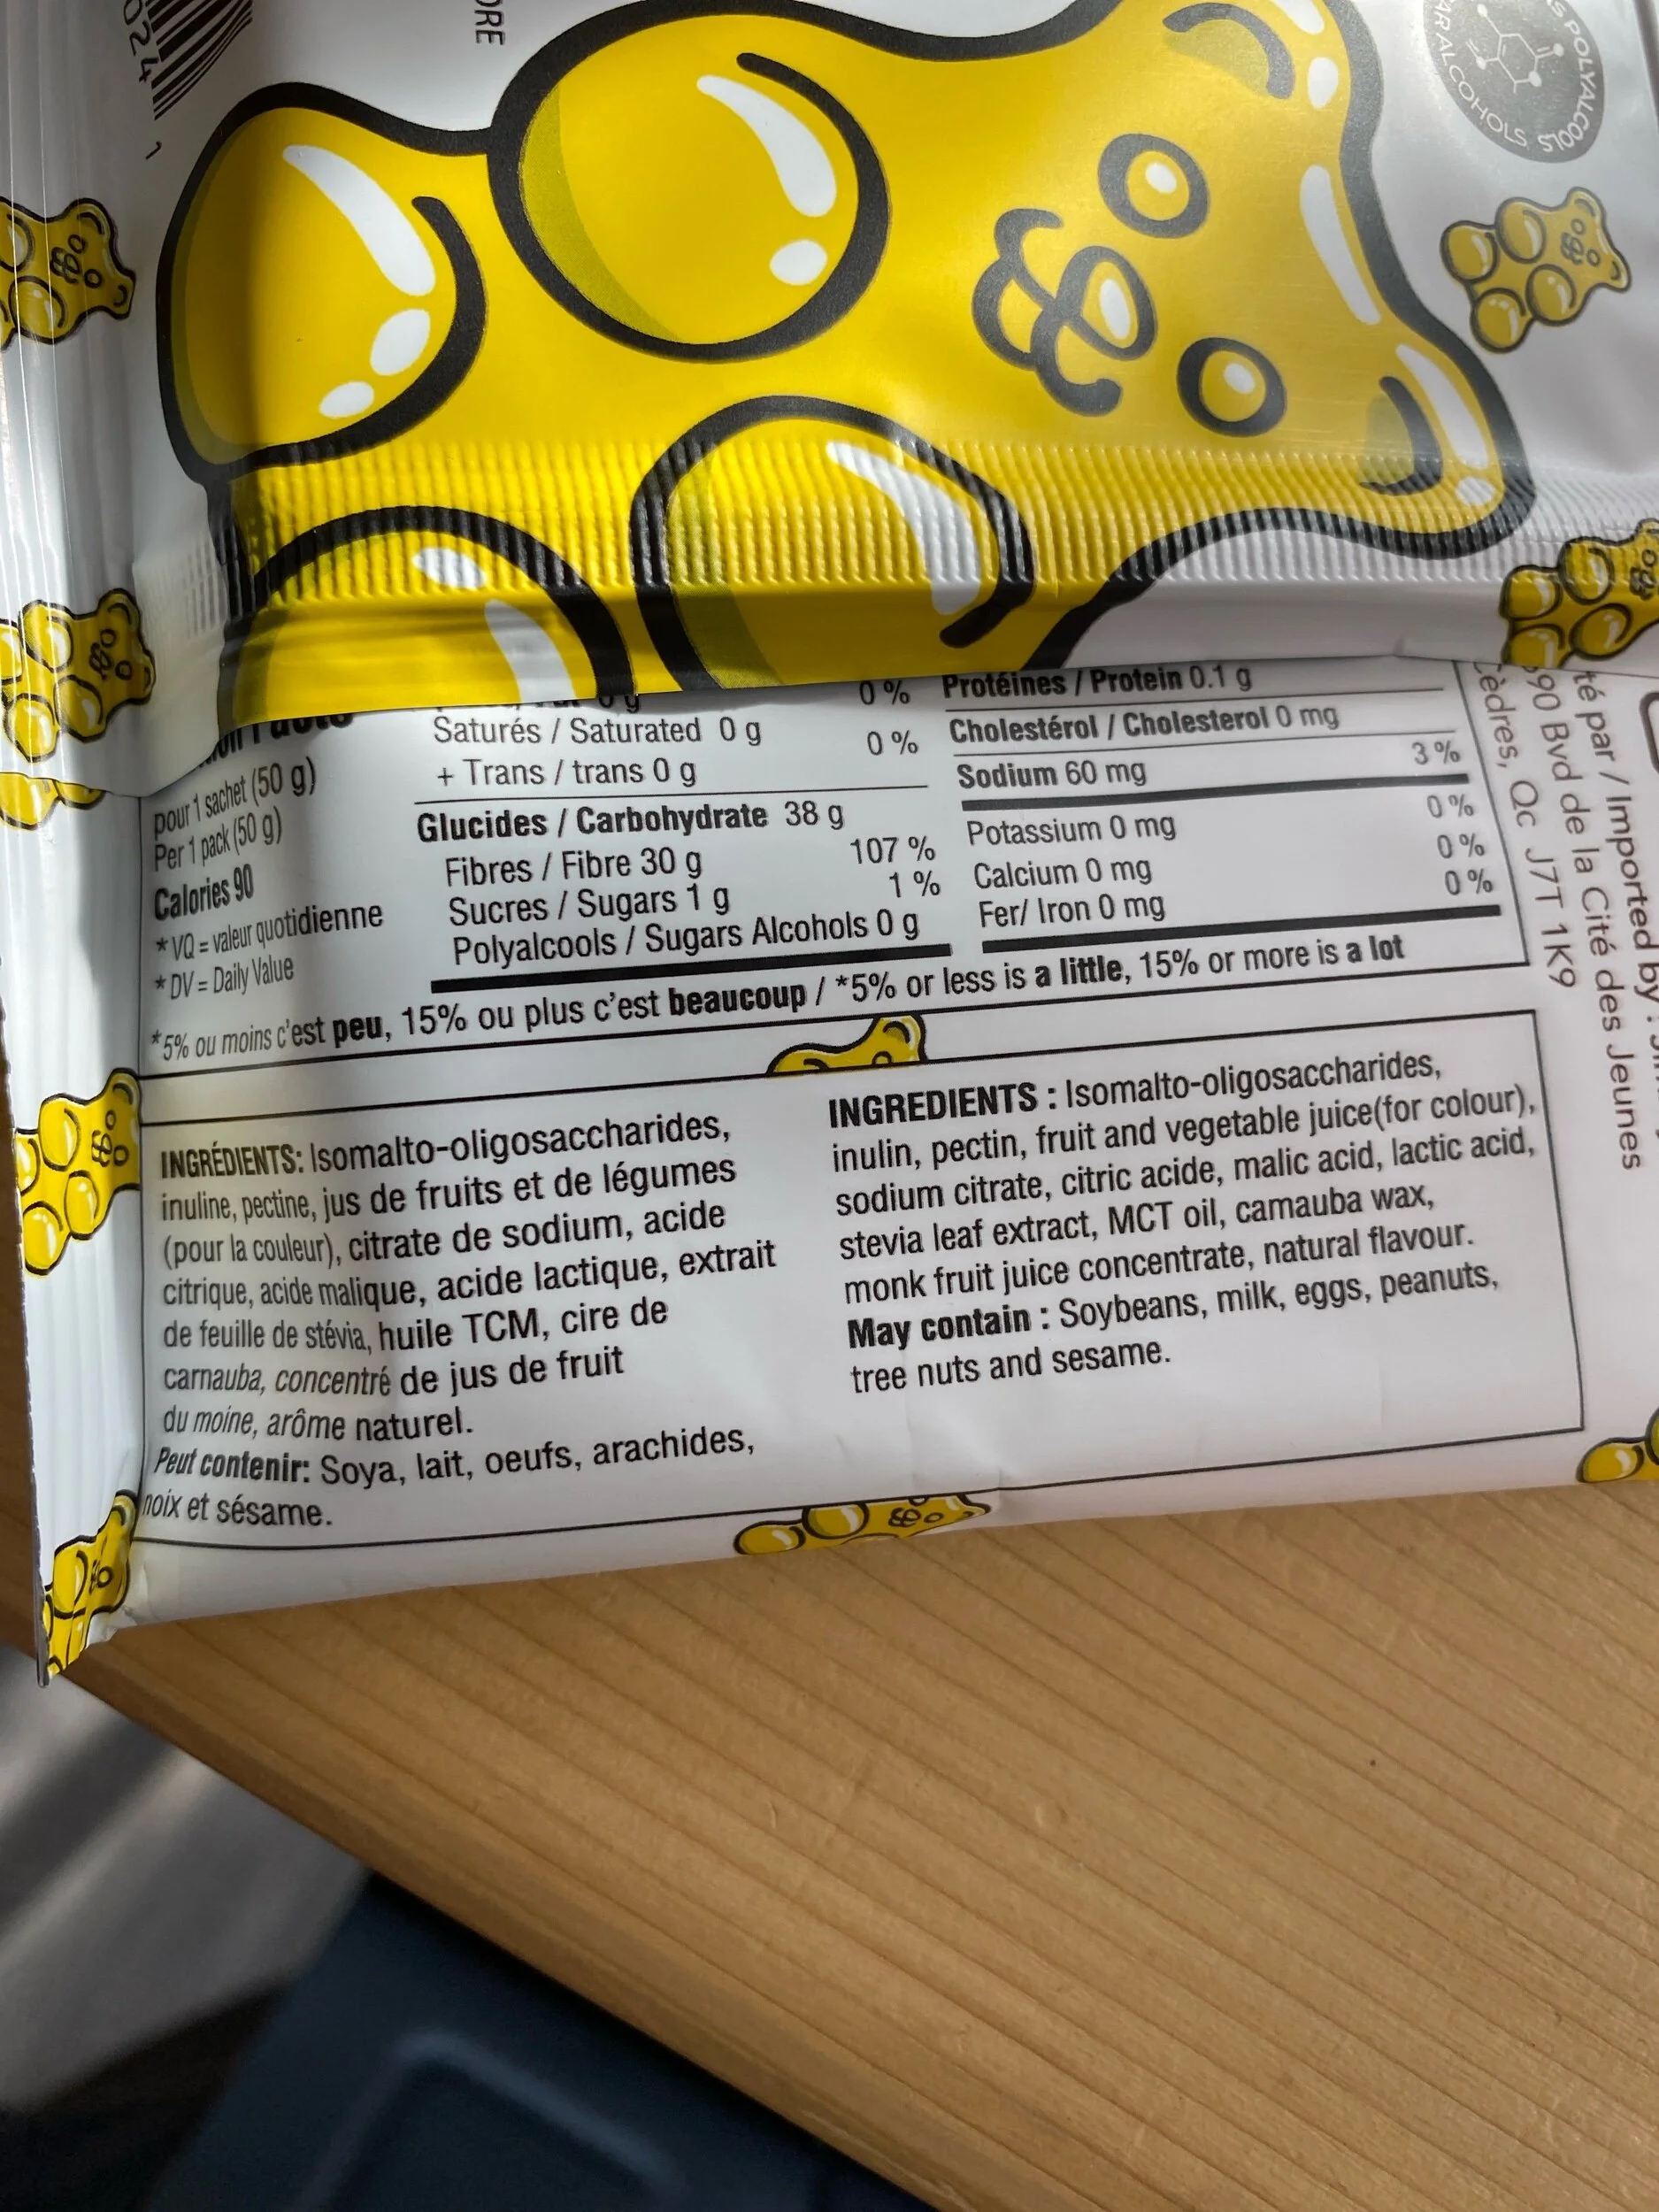 024
1
ORE
S POLYALCOOLS
AR ALCOHOLS
0 g
0 %
Saturés / Saturated 0 g
+ Trans / trans 0 g
0 %
Glucides / Carbohydrate 38 g
Fibres / Fibre 30 g
107 %
Sucres / Sugars 1 g
1 %
Polyalcools / Sugars Alcohols 0 g
Protéines / Protein 0.1 g
Cholestérol / Cholesterol 0 mg
Sodium 60 mg
3 %
Potassium 0 mg
0 %
Calcium 0 mg
0 %
Fer/ Iron 0 mg
0 %
pour 1 sachet (50 g)
Per 1 pack (50 g)
Calories 90
* VQ = valeur quotidienne
* DV = Daily Value
*5% ou moins c'est peu, 15% ou plus c'est beaucoup / *5% or less is a little, 15% or more is a lot
INGRÉDIENTS: Isomalto-oligosaccharides,
inuline, pectine, jus de fruits et de légumes
(pour la couleur), citrate de sodium, acide
citrique, acide malique, acide lactique, extrait
de feuille de stévia, huile TCM, cire de
carnauba, concentré de jus de fruit
du moine, arôme naturel.
Peut contenir: Soya, lait, oeufs, arachides,
noix et sésame.
INGREDIENTS : Isomalto-oligosaccharides,
inulin, pectin, fruit and vegetable juice(for colour),
sodium citrate, citric acide, malic acid, lactic acid,
stevia leaf extract, MCT oil, camauba wax,
monk fruit juice concentrate, natural flavour.
May contain : Soybeans, milk, eggs, peanuts,
tree nuts and sesame.
té par / Imported by :
90 Bvd de la Cité des Jeunes
èdres, Qc J7T 1K9